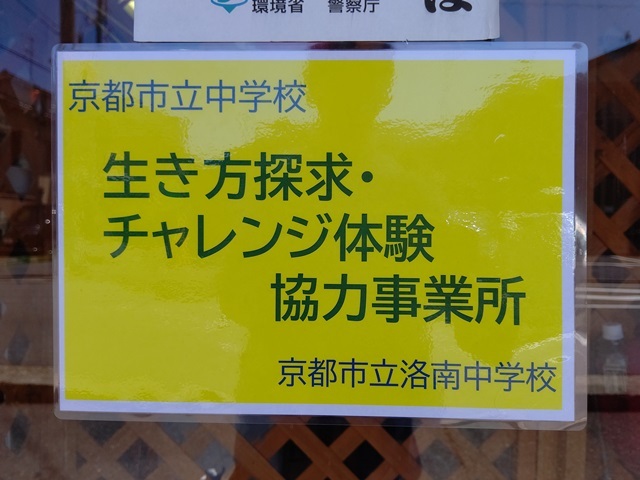 環境省 警察庁
ほ
京都市立中学校
生き方探求・
チャレンジ体験
協力事業所
京都市立洛南中学校